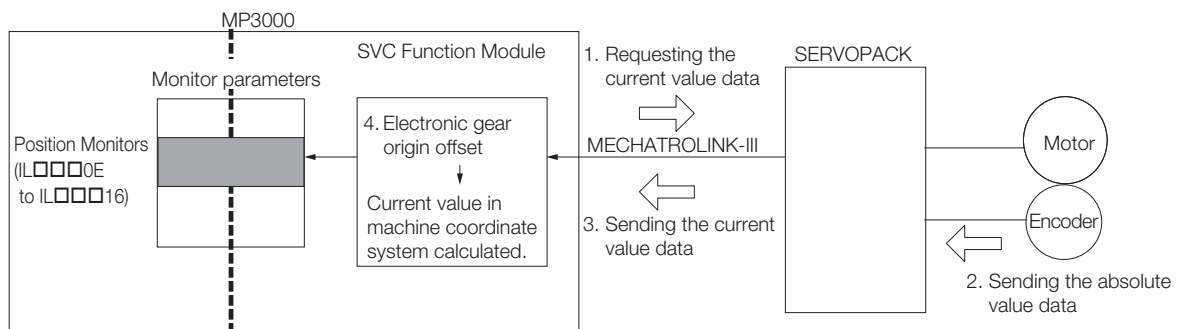 MP3000
SVC Function Module
Monitor parameters
Position Monitors
(IL□□□0E
to IL□□□16)
4. Electronic gear
origin offset
Current value in
machine coordinate
system calculated.
1. Requesting the
current value data
MECHATROLINK-III
3. Sending the current
value data
SERVOPACK
Motor
Encoder
2. Sending the absolute
value data